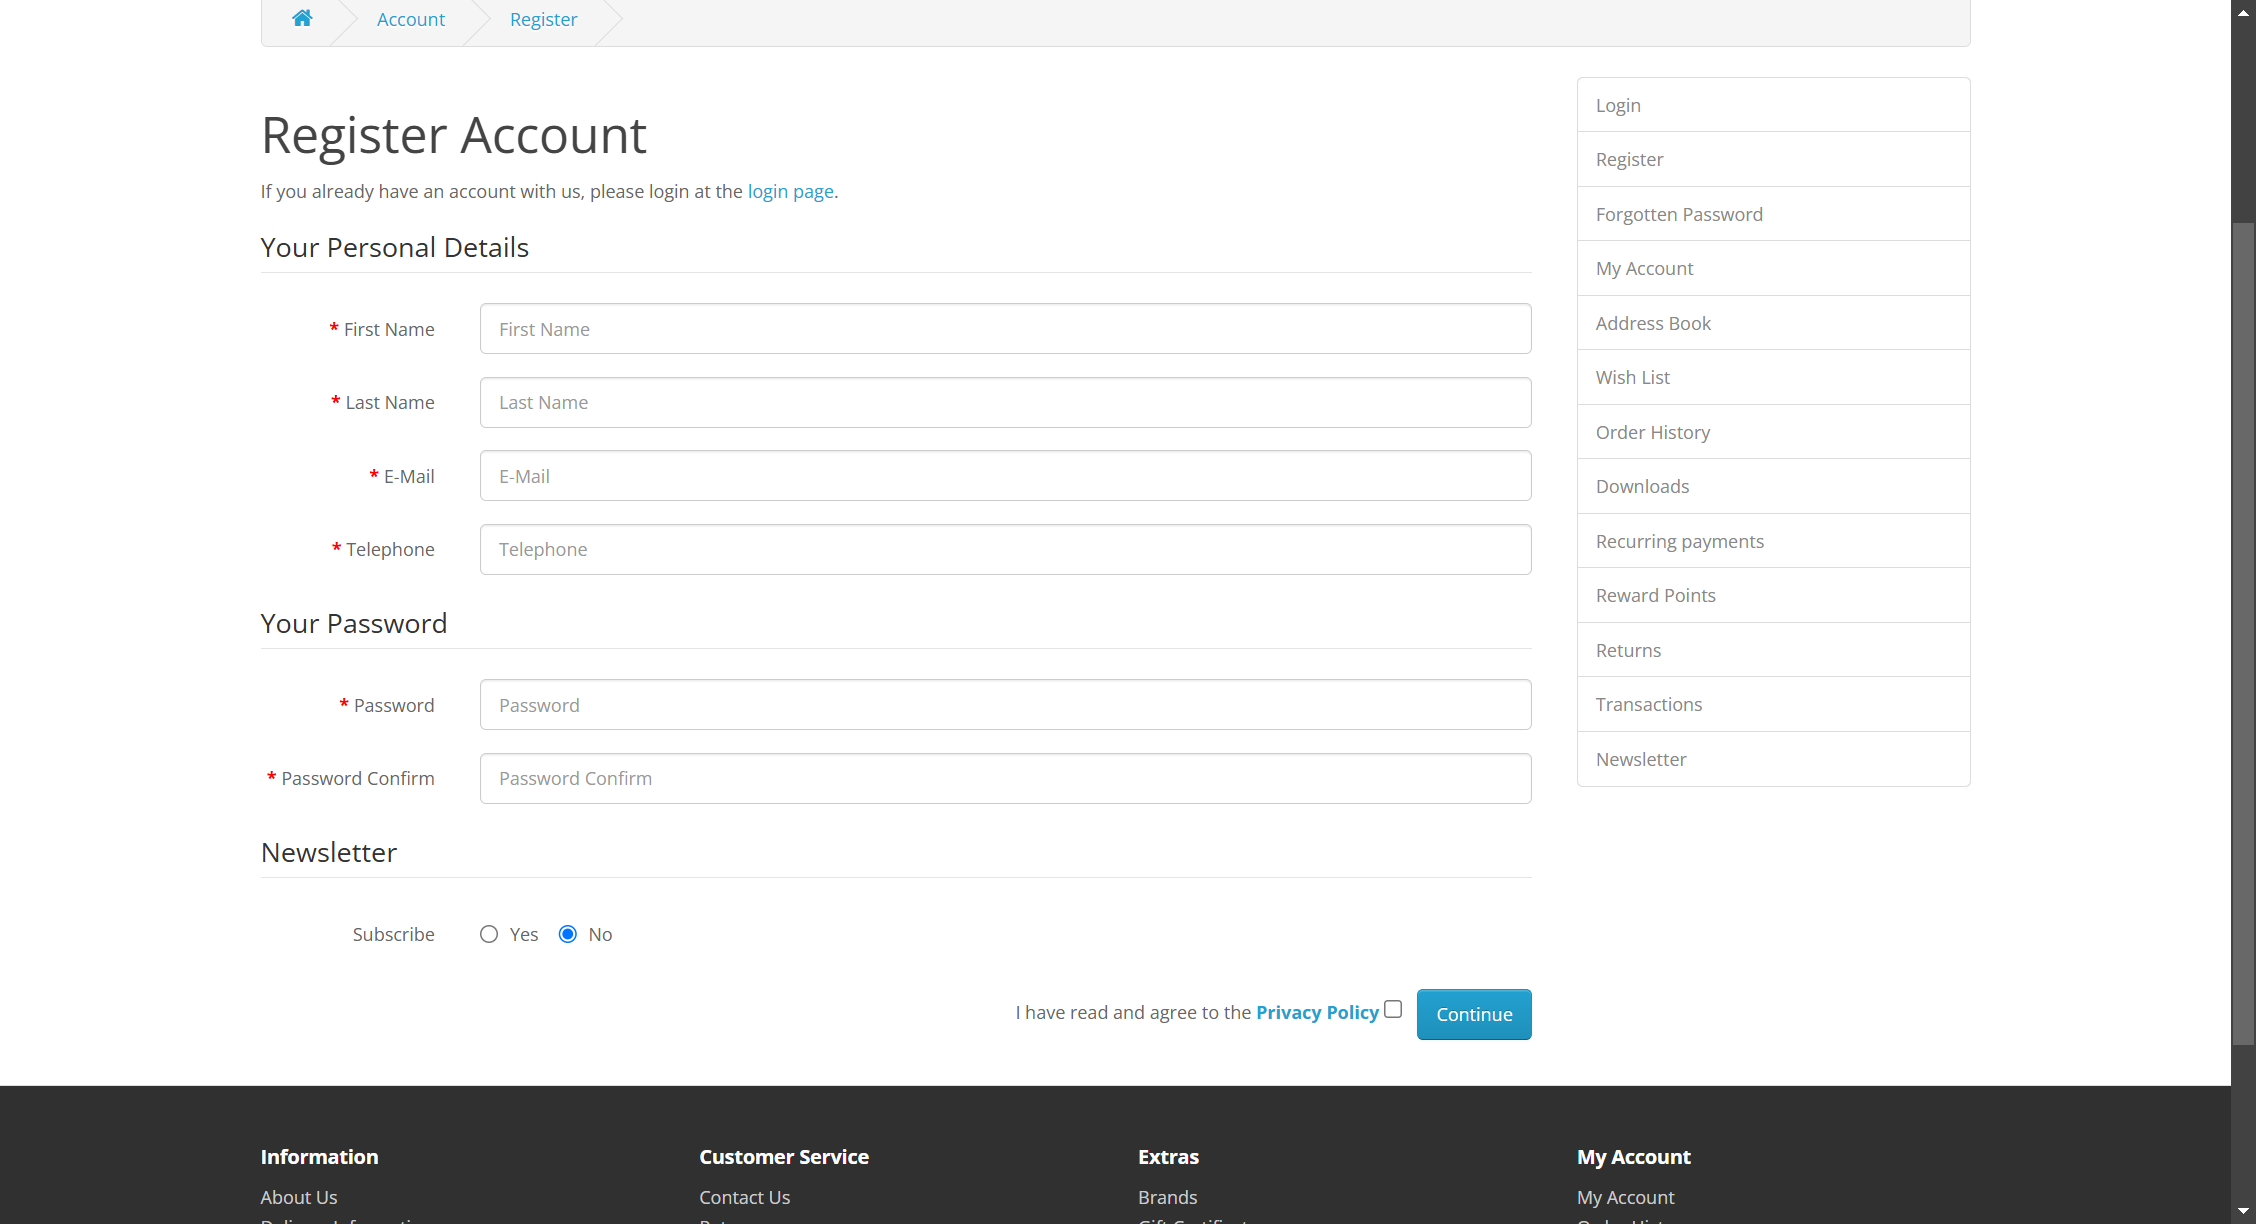 Account Register
Register Account
If you already have an account with us, please login at the login page.
Your Personal Details
* First Name First Name
* Last Name Last Name
* E-Mail E-Mail
* Telephone Telephone
Your Password
* Password Password
* Password Confirm Password Confirm
Newsletter
Subscribe Yes No
I have read and agree to the Privacy Policy Continue
Login
Register
Forgotten Password
My Account
Address Book
Wish List
Order History
Downloads
Recurring payments
Reward Points
Returns
Transactions
Newsletter
Information Customer Service Extras My Account
About Us Contact Us Brands My Account